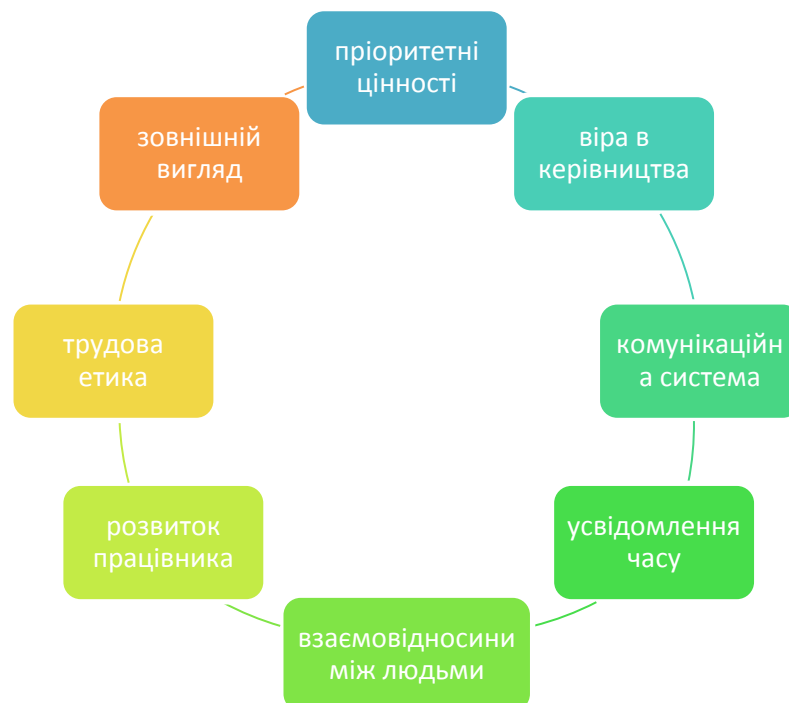 пріоритетні
цінності
віра в
керівництва
комунікаційн
а система
усвідомлення
часу
взаємовідносини
між людьми
розвиток
працівника
трудова
етика
зовнішній
вигляд